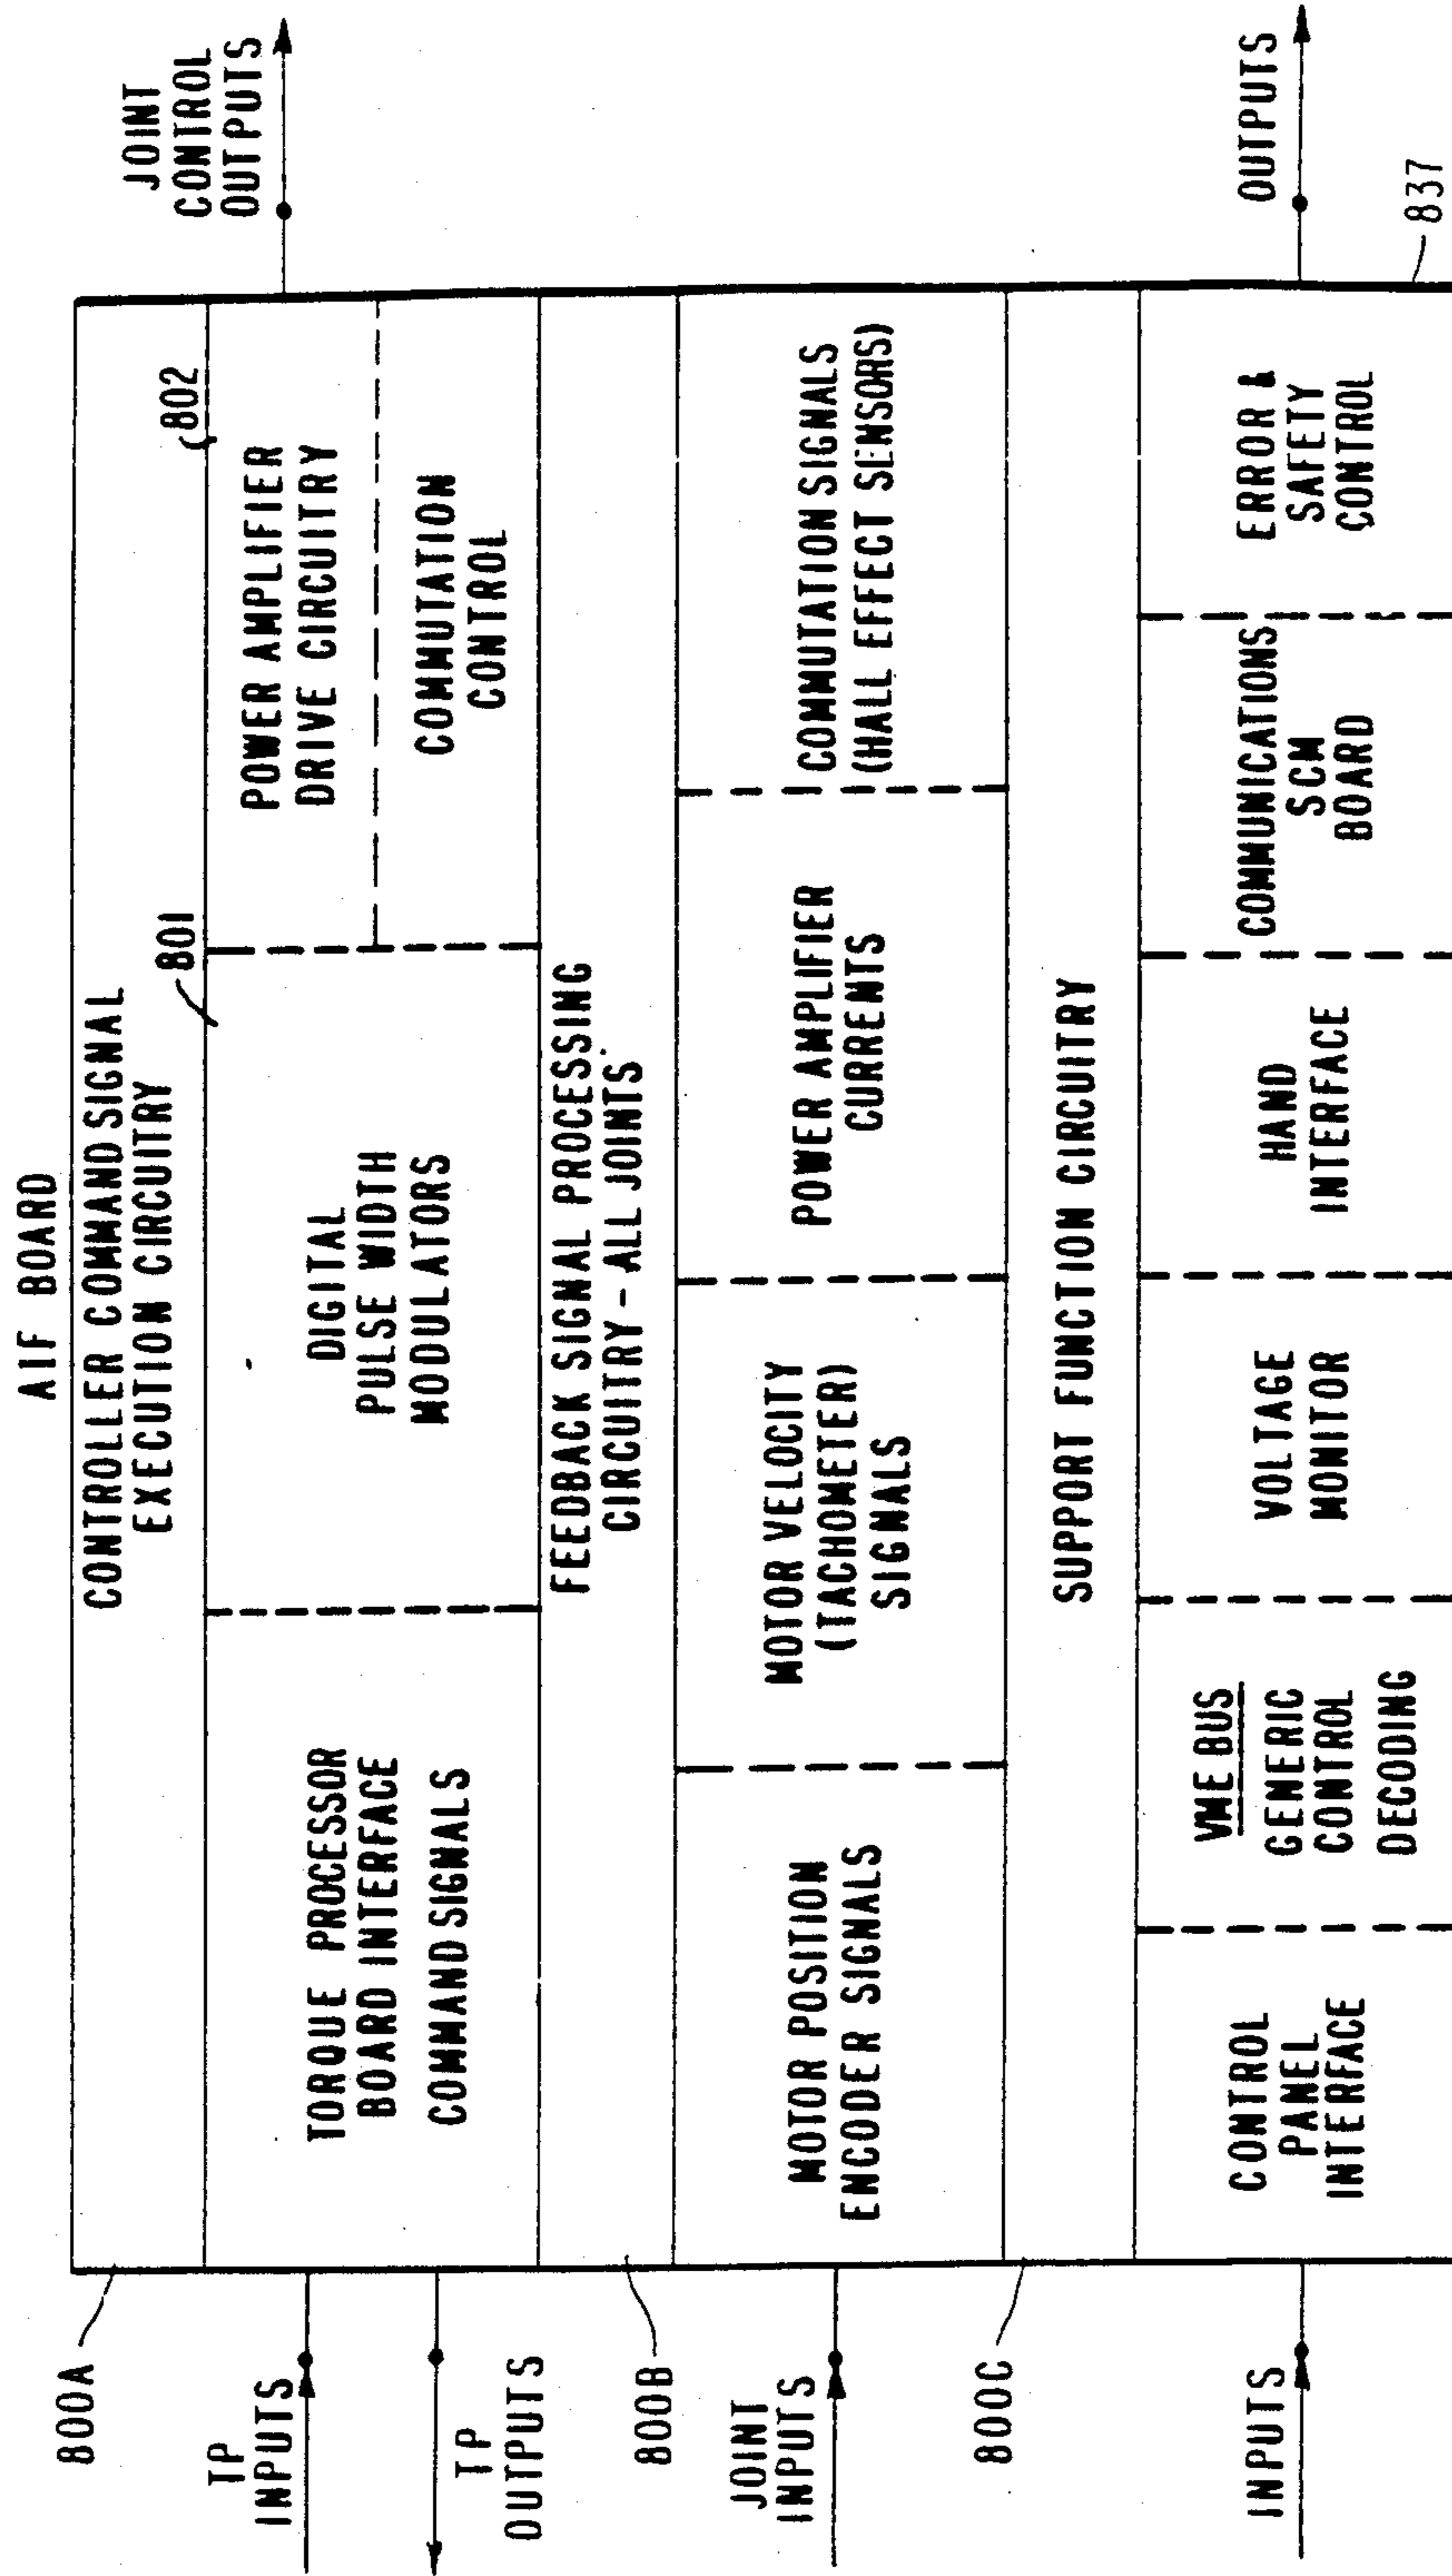 AIF BOARD
800A
CONTROLLER COMMAND SIGNAL
EXECUTION CIRCUITRY
801
802
TP
INPUTS
TP
OUTPUTS
TORQUE PROCESSOR
BOARD INTERFACE
COMMAND SIGNALS
DIGITAL
PULSE WIDTH
MODULATORS
POWER AMPLIFIER
DRIVE CIRCUITRY
COMMUTATION
CONTROL
JOINT
CONTROL
OUTPUTS
800B
FEEDBACK SIGNAL PROCESSING
CIRCUITRY - ALL JOINTS
JOINT
INPUTS
MOTOR POSITION
ENCODER SIGNALS
MOTOR VELOCITY
(TACHOMETER)
SIGNALS
POWER AMPLIFIER
CURRENTS
COMMUTATION SIGNALS
(HALL EFFECT SENSORS)
800C
SUPPORT FUNCTION CIRCUITRY
INPUTS
CONTROL
PANEL
INTERFACE
VME BUS
GENERIC
CONTROL
DECODING
VOLTAGE
MONITOR
HAND
INTERFACE
COMMUNICATIONS
SCM
BOARD
ERROR &
SAFETY
CONTROL
OUTPUTS
837